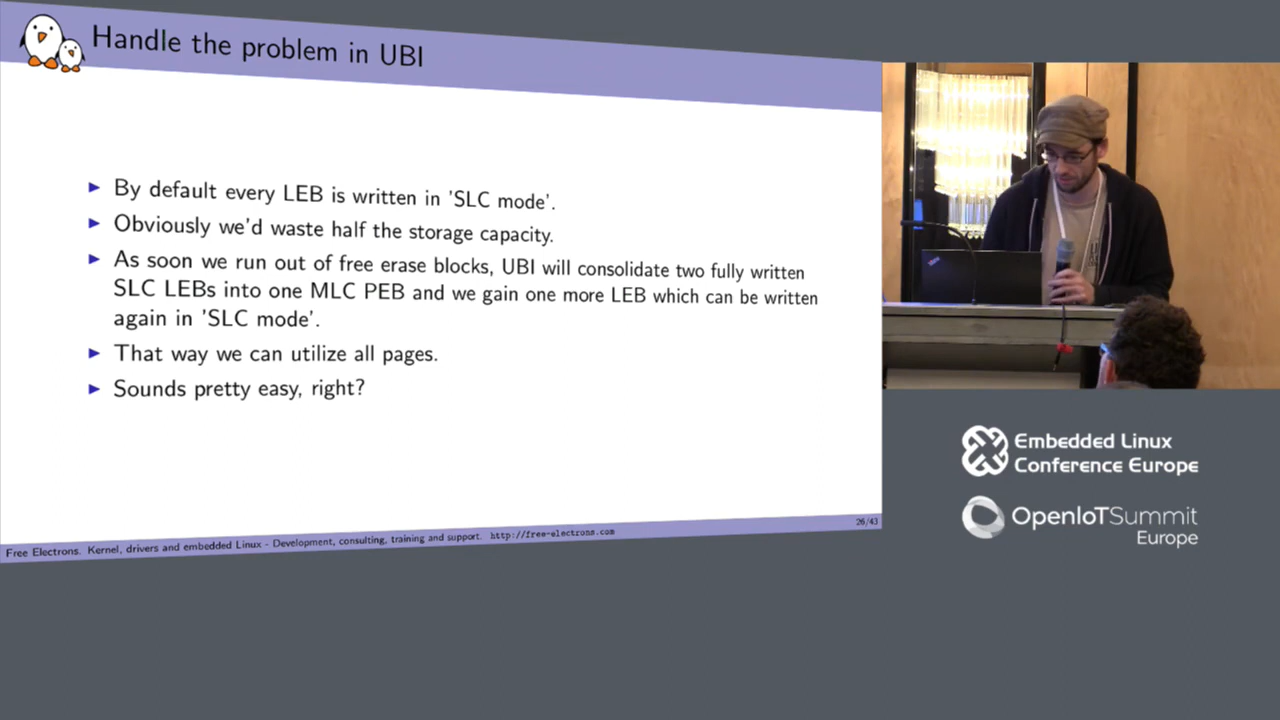 Handle the problem in UBI
▶ By default every LEB is written in 'SLC mode'.
▶ Obviously we'd waste half the storage capacity.
▶ As soon we run out of free erase blocks, UBI will consolidate two fully written
SLC LEBs into one MLC PEB and we gain one more LEB which can be written
again in 'SLC mode'.
▶ That way we can utilize all pages.
▶ Sounds pretty easy, right?
Free Electrons. Kernel, drivers and embedded Linux - Development, consulting, training and support. http://free-electrons.com
26/43
Embedded Linux
Conference Europe
OpenIoTSummit
Europe